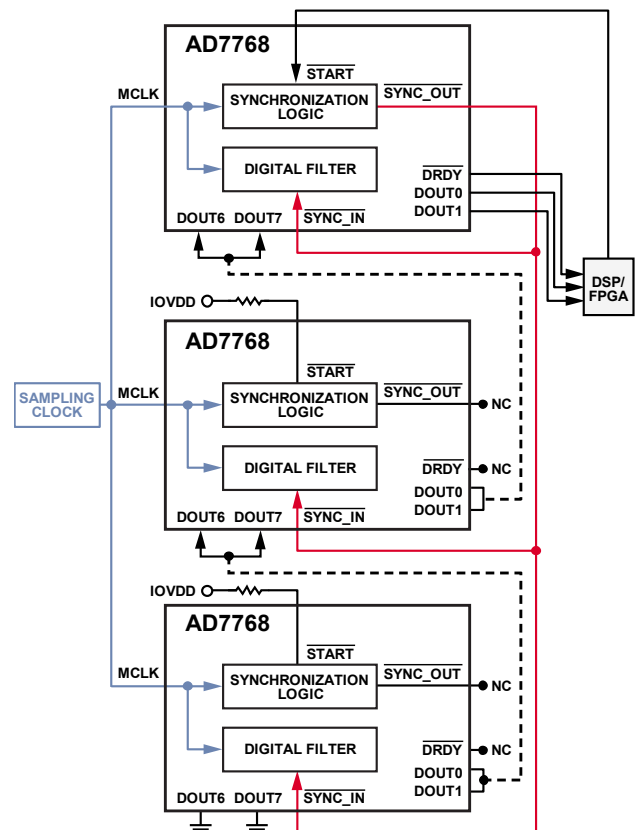 AD7768
START
MCLK
SYNCHRONIZATION
LOGIC
SYNC_OUT
DIGITAL FILTER
DRDY
DOUT0
DOUT1
DOUT6 DOUT7
SYNC_IN
DSP/
FPGA
IOVDD
AD7768
START
SAMPLING
CLOCK
MCLK
SYNCHRONIZATION
LOGIC
SYNC_OUT
NC
DIGITAL FILTER
DRDY
NC
DOUT0
DOUT1
DOUT6 DOUT7
SYNC_IN
IOVDD
AD7768
START
MCLK
SYNCHRONIZATION
LOGIC
SYNC_OUT
NC
DIGITAL FILTER
DRDY
NC
DOUT0
DOUT1
DOUT6 DOUT7
SYNC_IN